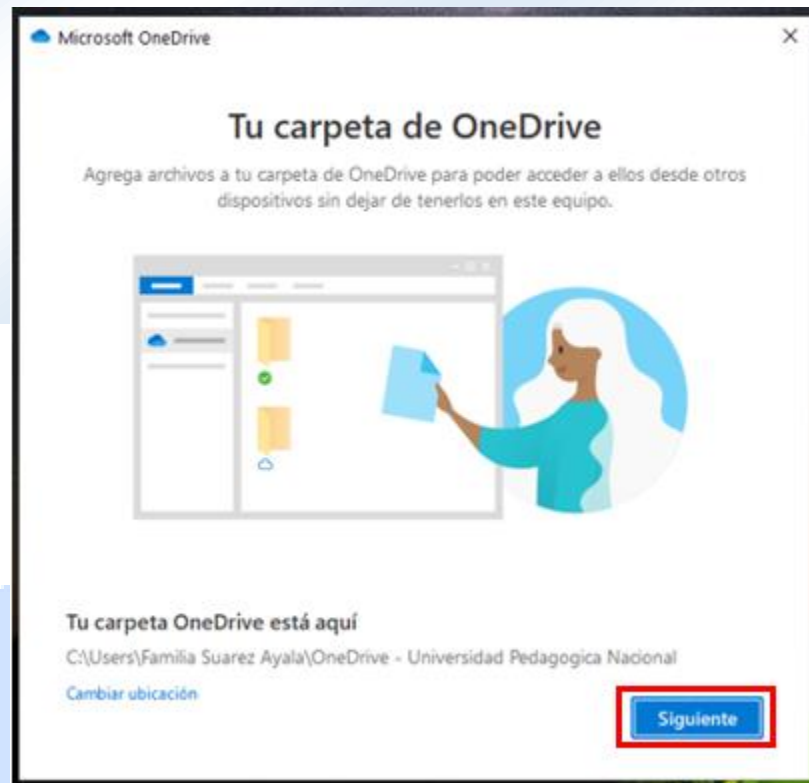 Microsoft OneDrive
Tu carpeta de OneDrive
Agrega archivos a tu carpeta de OneDrive para poder acceder a ellos desde otros
dispositivos sin dejar de tenerlos en este equipo.
Tu carpeta OneDrive está aquí
C:\Users\Familia Suarez Ayala\OneDrive - Universidad Pedagogica Nacional
Cambiar ubicación
Siguiente